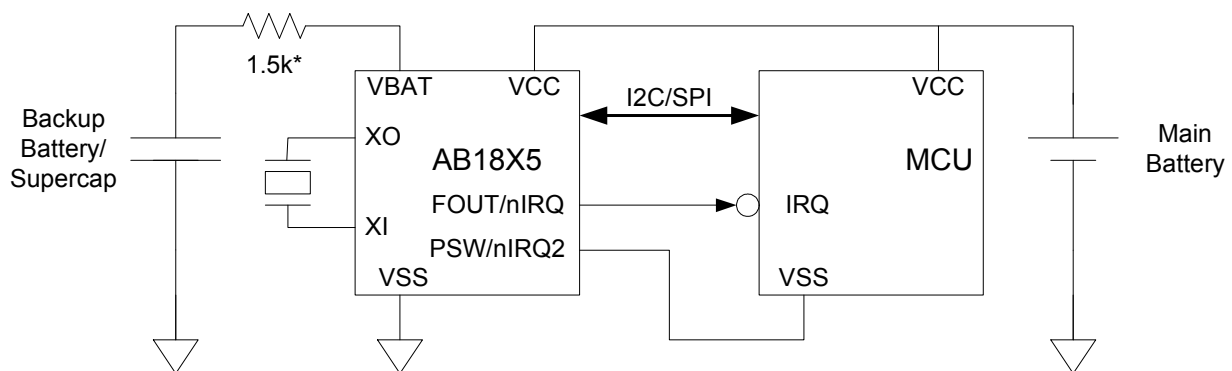 1.5k*
VBAT
VCC
I2C/SPI
VCC
Backup
Battery/
Supercap
XO
AB18X5
MCU
Main
Battery
FOUT/nIRQ
IRQ
XI
PSW/nIRQ2
VSS
VSS